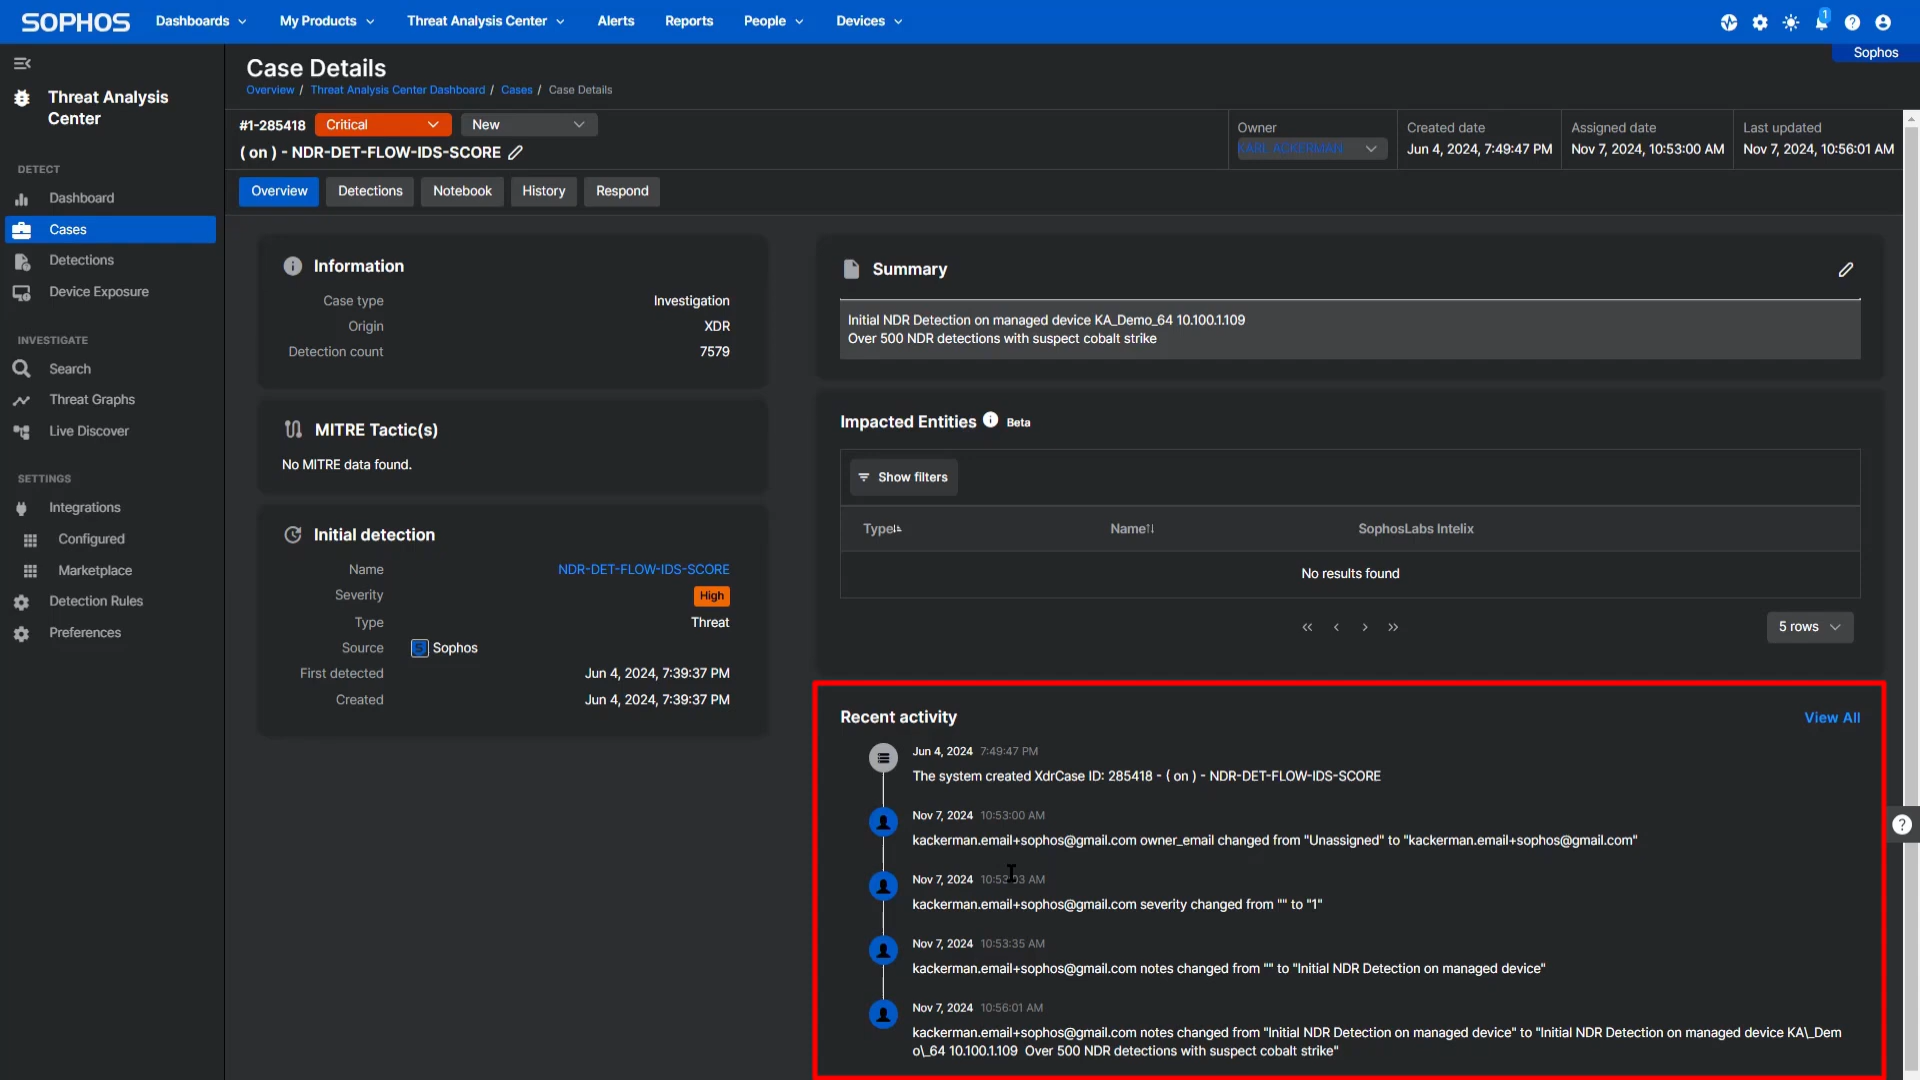 SOPHOS
Dashboards
My Products
Threat Analysis Center
Alerts
Reports
People
Devices
1
Sophos
Threat Analysis
Center
DETECT
Dashboard
Cases
Detections
Device Exposure
INVESTIGATE
Search
Threat Graphs
Live Discover
SETTINGS
Integrations
Configured
Marketplace
Detection Rules
Preferences
Case Details
Overview / Threat Analysis Center Dashboard / Cases / Case Details
#1-285418 Critical New
( on ) - NDR-DET-FLOW-IDS-SCORE
Owner
KARL ACKERMAN
Created date
Jun 4, 2024, 7:49:47 PM
Assigned date
Nov 7, 2024, 10:53:00 AM
Last updated
Nov 7, 2024, 10:56:01 AM
Overview Detections Notebook History Respond
Information
Case type Investigation
Origin XDR
Detection count 7579
MITRE Tactic(s)
No MITRE data found.
Initial detection
Name NDR-DET-FLOW-IDS-SCORE
Severity High
Type Threat
Source Sophos
First detected Jun 4, 2024, 7:39:37 PM
Created Jun 4, 2024, 7:39:37 PM
Summary
Initial NDR Detection on managed device KA_Demo_64 10.100.1.109
Over 500 NDR detections with suspect cobalt strike
Impacted Entities Beta
Show filters
Type Name SophosLabs Intelix
No results found
5 rows
Recent activity View All
Jun 4, 2024 7:49:47 PM
The system created XdrCase ID: 285418 - ( on ) - NDR-DET-FLOW-IDS-SCORE
Nov 7, 2024 10:53:00 AM
kackerman.email+sophos@gmail.com owner_email changed from "Unassigned" to "kackerman.email+sophos@gmail.com"
Nov 7, 2024 10:53:03 AM
kackerman.email+sophos@gmail.com severity changed from "" to "1"
Nov 7, 2024 10:53:35 AM
kackerman.email+sophos@gmail.com notes changed from "" to "Initial NDR Detection on managed device"
Nov 7, 2024 10:56:01 AM
kackerman.email+sophos@gmail.com notes changed from "Initial NDR Detection on managed device" to "Initial NDR Detection on managed device KA\_Dem
o\_64 10.100.1.109 Over 500 NDR detections with suspect cobalt strike"